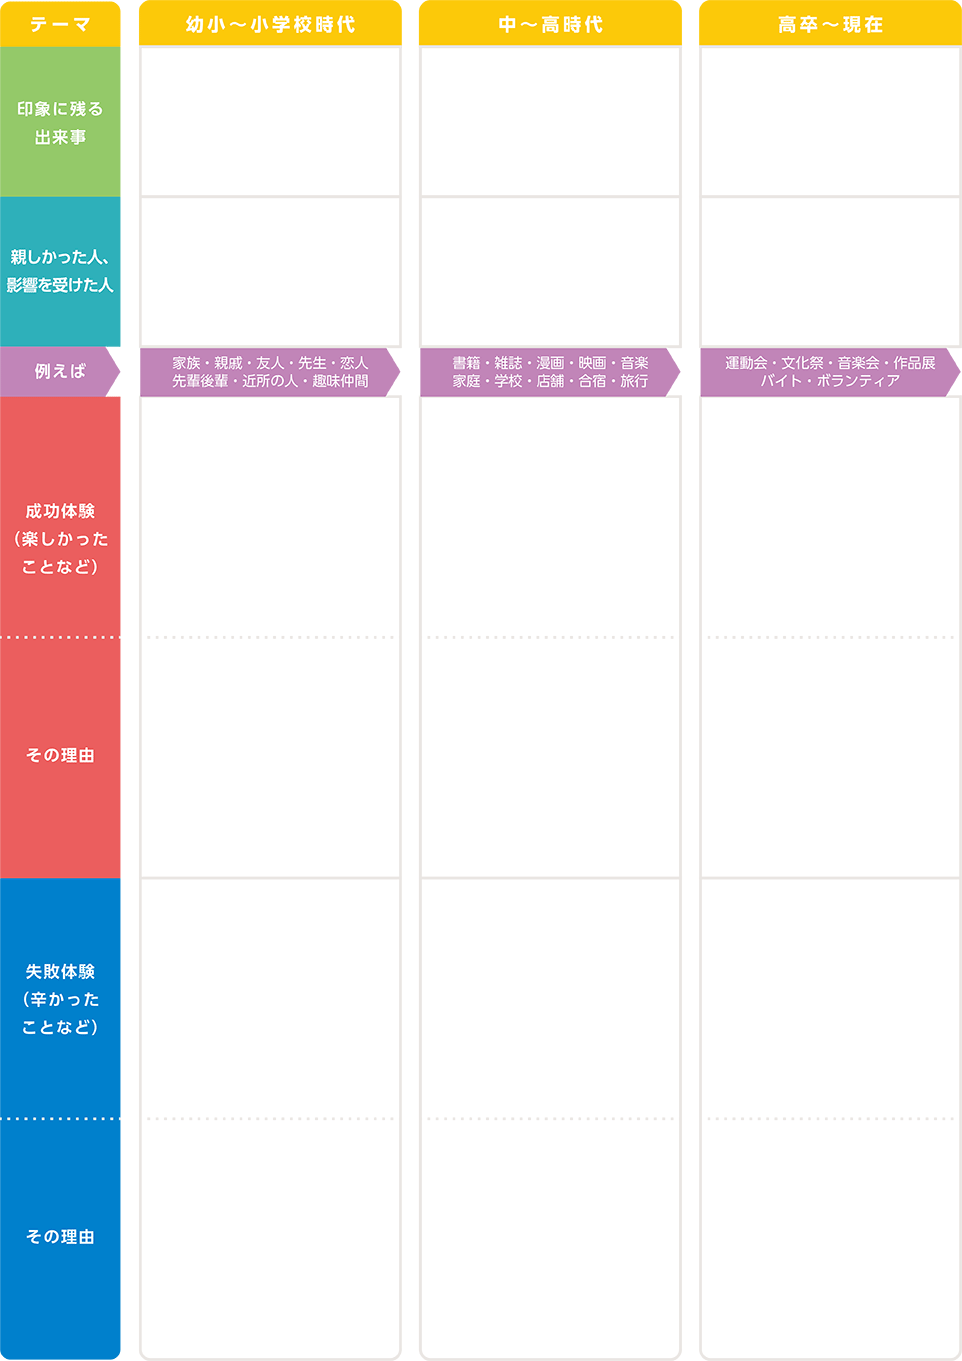 テーマ
幼小～小学校時代
中～高時代
高卒～現在
印象に残る
出来事
親しかった人、
影響を受けた人
例えば
家族・親戚・友人・先生・恋人
先輩後輩・近所の人・趣味仲間
書籍・雑誌・漫画・映画・音楽
家庭・学校・店舗・合宿・旅行
運動会・文化祭・音楽会・作品展
バイト・ボランティア
成功体験
（楽しかった
ことなど）
その理由
失敗体験
（辛かった
ことなど）
その理由